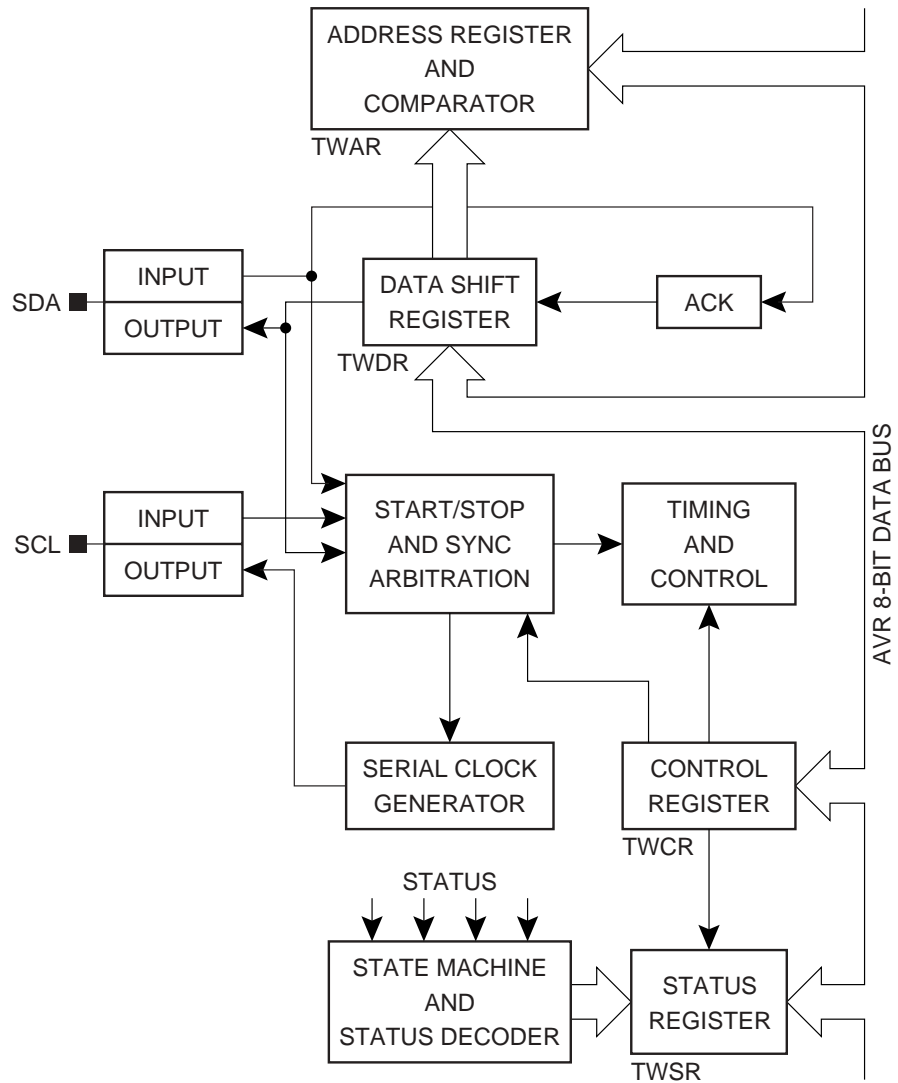 ADDRESS REGISTER
AND
COMPARATOR
TWAR
INPUT
SDA
OUTPUT
DATA SHIFT
REGISTER
TWDR
ACK
INPUT
SCL
OUTPUT
START/STOP
AND SYNC
ARBITRATION
TIMING
AND
CONTROL
AVR 8-BIT DATA BUS
SERIAL CLOCK
GENERATOR
CONTROL
REGISTER
TWCR
STATUS
STATE MACHINE
AND
STATUS DECODER
STATUS
REGISTER
TWSR